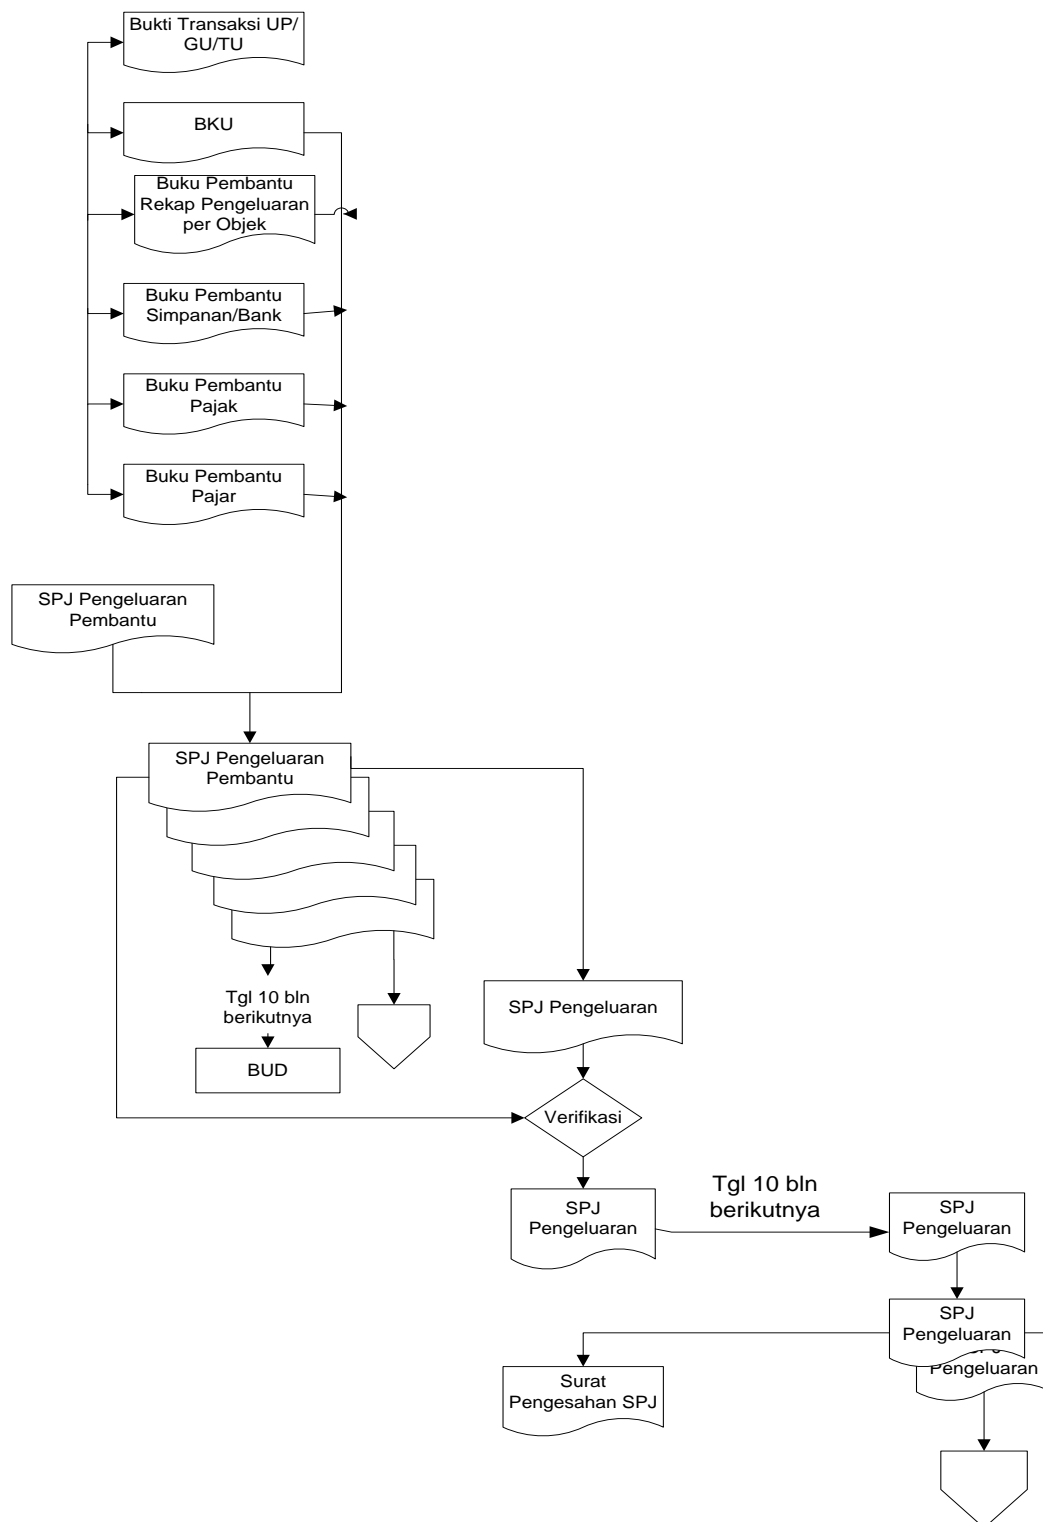 Bukti Transaksi UP/
GU/TU
BKU
Buku Pembantu
Rekap Pengeluaran
per Objek
Buku Pembantu
Simpanan/Bank
Buku Pembantu
Pajak
Buku Pembantu
Pajar
SPJ Pengeluaran
Pembantu
SPJ Pengeluaran
Pembantu
Tgl 10 bln
berikutnya
BUD
SPJ Pengeluaran
Verifikasi
SPJ
Pengeluaran
Tgl 10 bln
berikutnya
SPJ
Pengeluaran
SPJ
Pengeluaran
Pengeluaran
Surat
Pengesahan SPJ